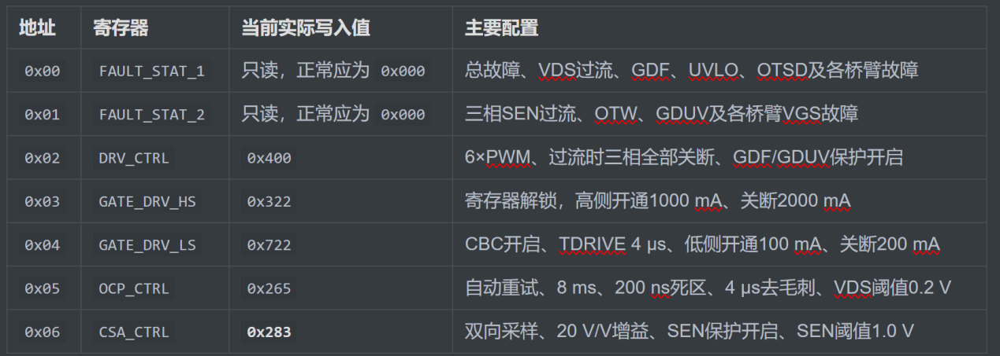 地址 寄存器 当前实际写入值 主要配置
0x00 FAULT_STAT_1 只读，正常应为 0x000 总故障、VDS过流、GDF、UVLO、OTSD及各桥臂故障
0x01 FAULT_STAT_2 只读，正常应为 0x000 三相SEN过流、OTW、GDUV及各桥臂VGS故障
0x02 DRV_CTRL 0x400 6×PWM、过流时三相全部关断、GDF/GDUV保护开启
0x03 GATE_DRV_HS 0x322 寄存器解锁，高侧开通1000 mA、关断2000 mA
0x04 GATE_DRV_LS 0x722 CBC开启、TDRIVE 4 μs、低侧开通100 mA、关断200 mA
0x05 OCP_CTRL 0x265 自动重试、8 ms、200 ns死区、4 μs去毛刺、VDS阈值0.2 V
0x06 CSA_CTRL 0x283 双向采样、20 V/V增益、SEN保护开启、SEN阈值1.0 V